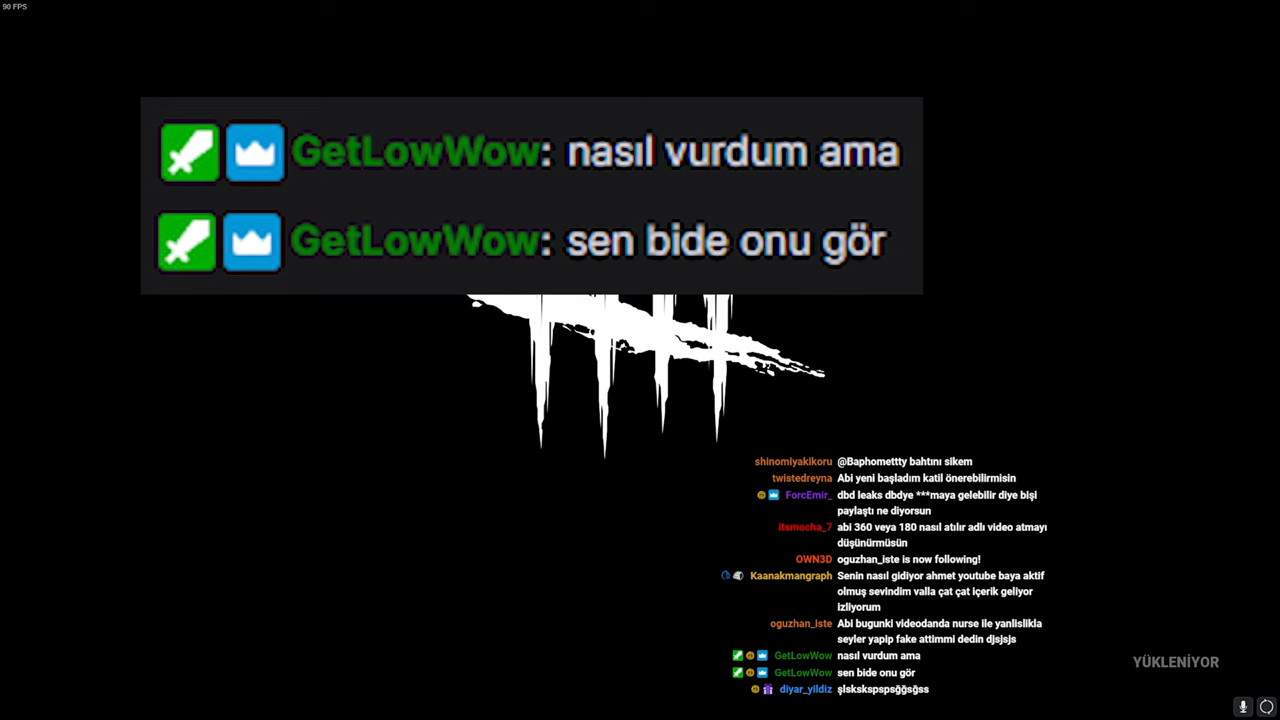 90 FPS
GetLowWow: nasıl vurdum ama
GetLowWow: sen bide onu gör
shinomiyakikoru @Baphomettty bahtını sikem
twistedreyna Abi yeni başladım katil önerebilirmisin
ForcEmir_ dbd leaks dbdye ***maya gelebilir diye bişi
paylaştı ne diyorsun
itsmocha_7 abi 360 veya 180 nasıl atılır adlı video atmayı
düşünürmüsün
OWN3D oguzhan_iste is now following!
Kaanakmangraph Senin nasıl gidiyor ahmet youtube baya aktif
olmuş sevindim valla çat çat içerik geliyor
izliyorum
oguzhan_iste Abi bugunki videodanda nurse ile yanlislikla
seyler yapip fake attimmi dedin djsjsjs
GetLowWow nasıl vurdum ama
GetLowWow sen bide onu gör
diyar_yildiz şlskskspspsğğsğss
YÜKLENİYOR